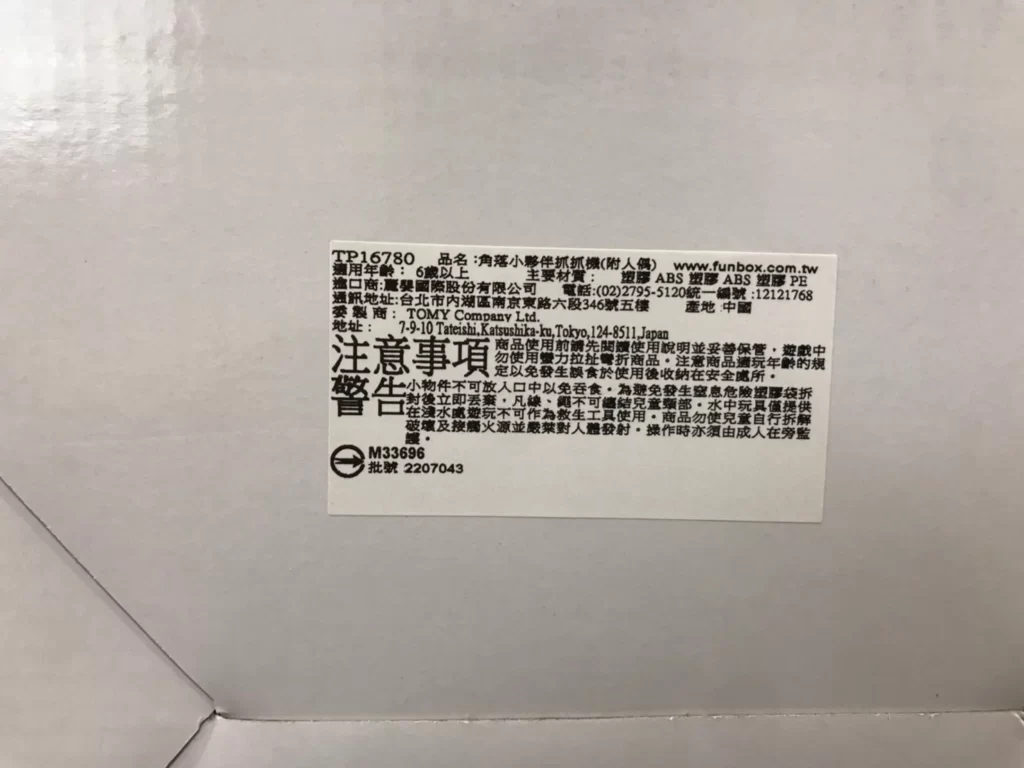 TP16780 品名:角落小夥伴抓抓機(附人偶) www.funbox.com.tw
適用年齡: 6歲以上 主要材質: 塑膠 ABS 塑膠 ABS 塑膠 PE
進口商:麗嬰國際股份有限公司 電話:(02)2795-5120統一編號:12121768
通訊地址:台北市內湖區南京東路六段346號五樓 產地:中國
委製商: TOMY Company Ltd.
地址: 7-9-10 Tateishi,Katsushika-ku,Tokyo,124-8511,Japan
注意事項
商品使用前請先閱讀使用說明並妥善保管,遊戲中
勿使用蠻力拉扯彎折商品。注意商品適玩年齡的規
定以免發生誤食於使用後收納在安全處所。
警告
小物件不可放入口中以免吞食。為避免發生窒息危險塑膠袋拆
封後立即丟棄,凡線、繩不可纏結兒童頸部。水中玩具僅提供
在淺水處遊玩不可作為救生工具使用。商品勿使兒童自行拆解
破壞及接觸火源並嚴禁對人體發射。操作時亦須由成人在旁監
護。
M33696
批號 2207043